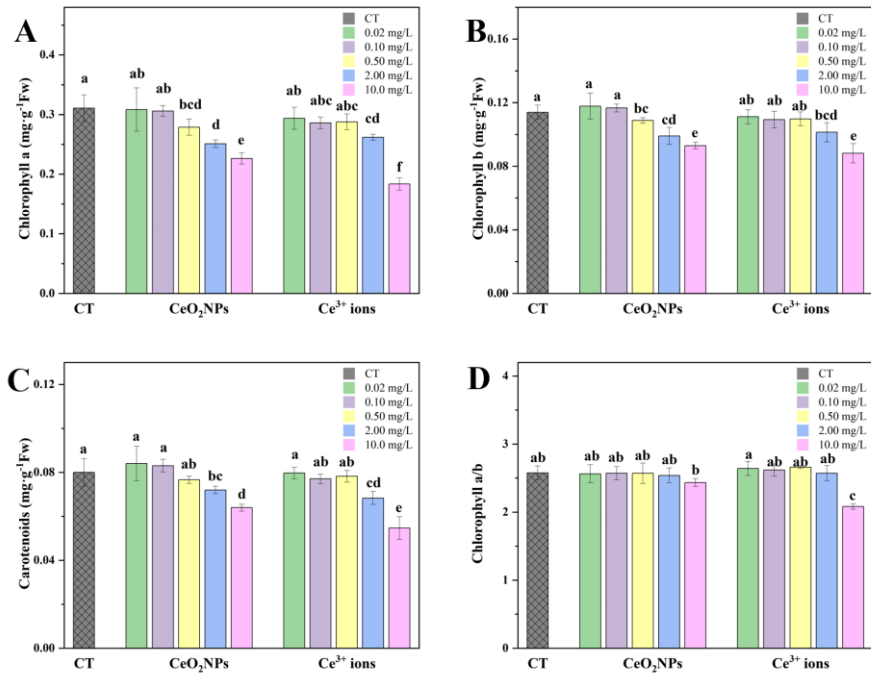 A
Chlorophyll a (mg·g⁻¹Fw)
0.4
0.3
0.2
0.1
0.0
CT
0.02 mg/L
0.10 mg/L
0.50 mg/L
2.00 mg/L
10.0 mg/L
a
ab
ab
bcd
d
e
ab
abc
abc
cd
f
CT
CeO₂NPs
Ce³⁺ ions
B
Chlorophyll b (mg·g⁻¹Fw)
0.16
0.12
0.08
0.04
0.00
CT
0.02 mg/L
0.10 mg/L
0.50 mg/L
2.00 mg/L
10.0 mg/L
a
a
a
bc
cd
e
ab
ab
ab
bcd
e
CT
CeO₂NPs
Ce³⁺ ions
C
Carotenoids (mg·g⁻¹Fw)
0.12
0.08
0.04
0.00
CT
0.02 mg/L
0.10 mg/L
0.50 mg/L
2.00 mg/L
10.0 mg/L
a
a
a
ab
bc
d
a
ab
ab
cd
e
CT
CeO₂NPs
Ce³⁺ ions
D
Chlorophyll a/b
4
3
2
1
0
CT
0.02 mg/L
0.10 mg/L
0.50 mg/L
2.00 mg/L
10.0 mg/L
ab
ab
ab
ab
ab
b
a
ab
ab
ab
c
CT
CeO₂NPs
Ce³⁺ ions